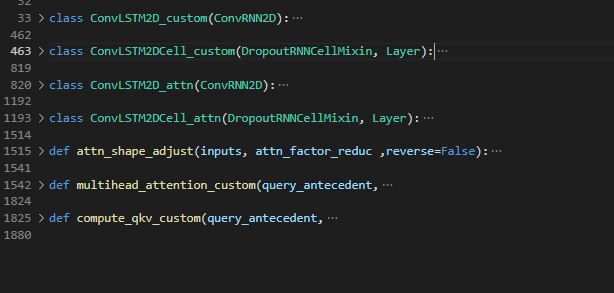 32
33 > class ConvLSTM2D_custom(ConvRNN2D):···
462
463 > class ConvLSTM2DCell_custom(DropoutRNNCellMixin, Layer):···
819
820 > class ConvLSTM2D_attn(ConvRNN2D):···
1192
1193 > class ConvLSTM2DCell_attn(DropoutRNNCellMixin, Layer):···
1514
1515 > def attn_shape_adjust(inputs, attn_factor_reduc ,reverse=False):···
1541
1542 > def multihead_attention_custom(query_antecedent,···
1824
1825 > def compute_qkv_custom(query_antecedent,···
1880